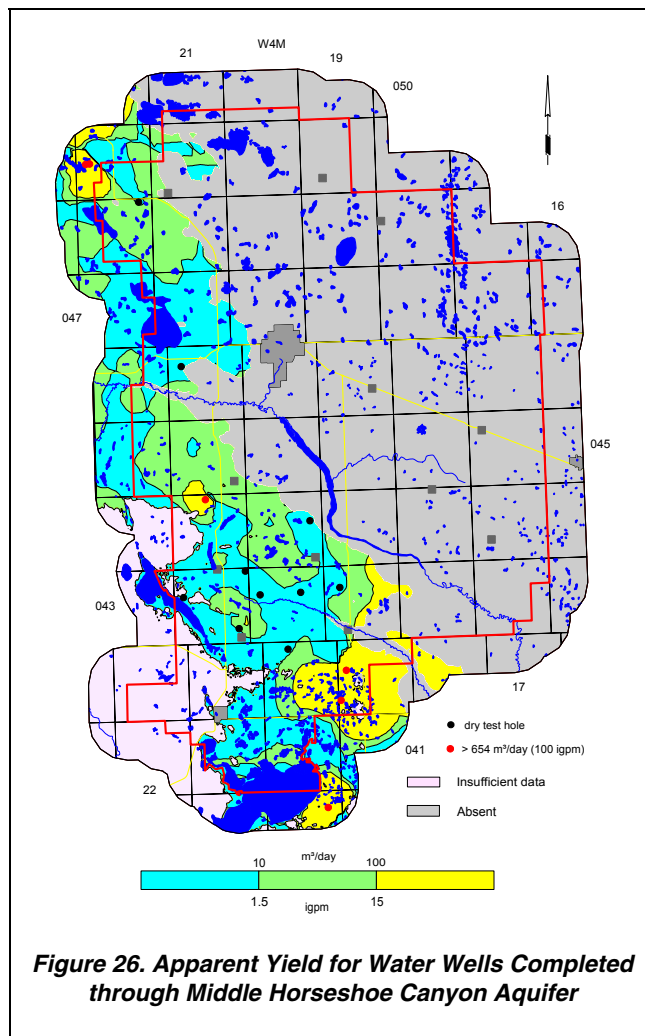 W4M
21
19
050
16
047
045
043
17
● dry test hole
● > 654 m³/day (100 igpm)
041
Insufficient data
22
Absent
m³/day
10
100
1.5
igpm
15
Figure 26. Apparent Yield for Water Wells Completed
through Middle Horseshoe Canyon Aquifer